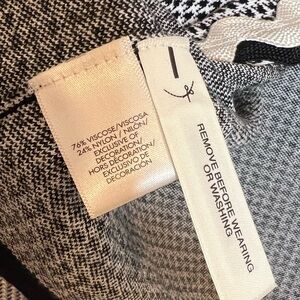 76% VISCOSE/VISCOSA
24% NYLON / NILÓN/
EXCLUSIVE OF
DECORATION/
HORS DÉCORATION/
EXCLUSIVO DE
DECORACIÓN
REMOVE BEFORE WEARING
OR WASHING